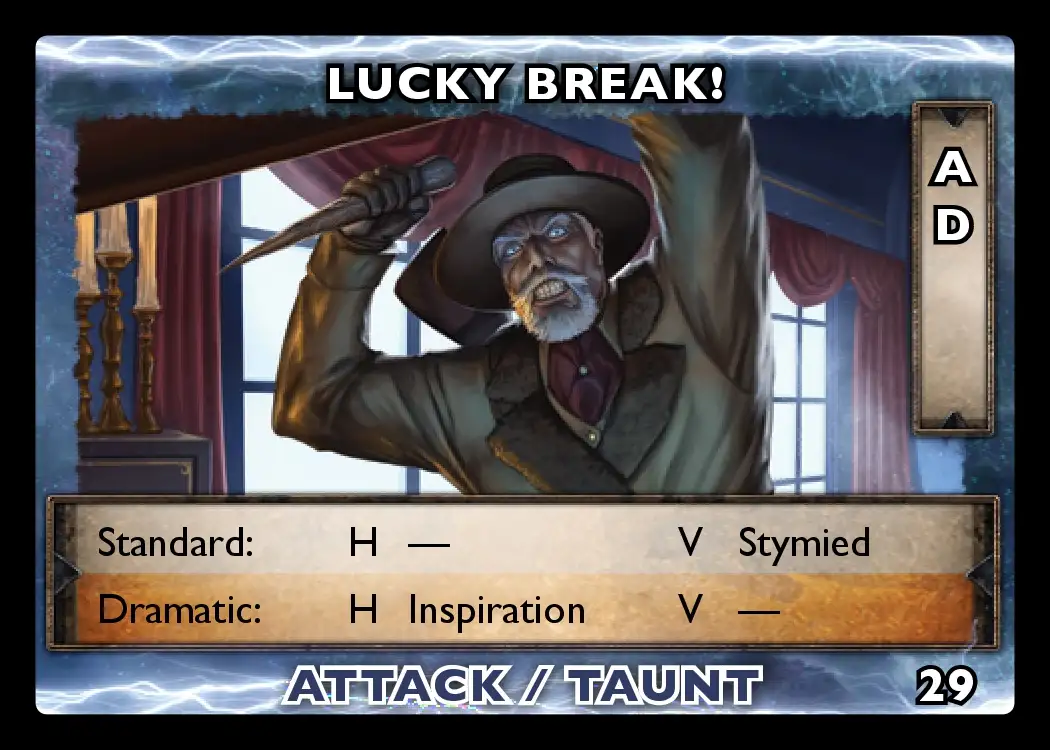 LUCKY BREAK!
A
D
Standard: H — V Stymied
Dramatic: H Inspiration V —
ATTACK / TAUNT
29